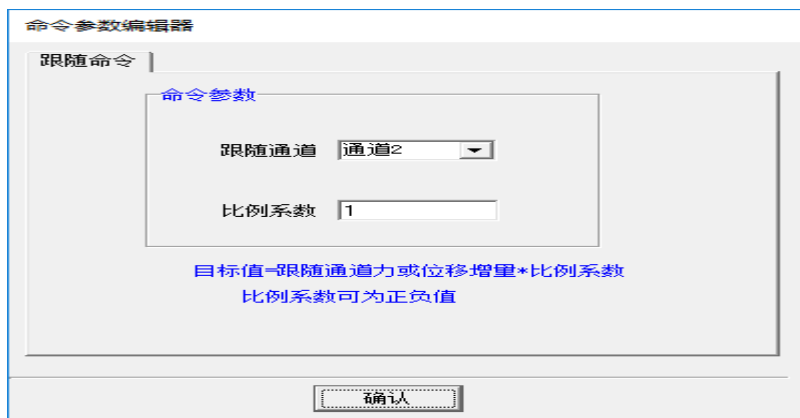 命令参数编辑器
跟随命令
命令参数
跟随通道 通道2
比例系数 1
目标值=跟随通道力或位移增量*比例系数
比例系数可为正负值
确认